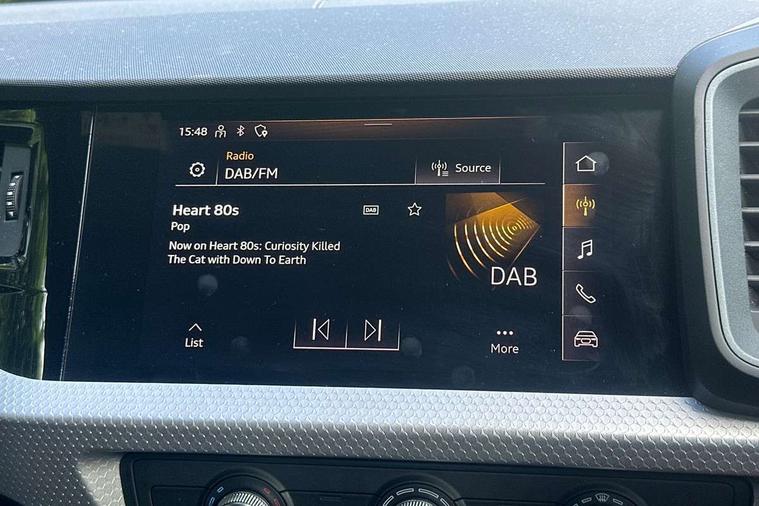 15:48
Radio
DAB/FM
Source
Heart 80s
DAB
Pop
Now on Heart 80s: Curiosity Killed
The Cat with Down To Earth
DAB
List
More